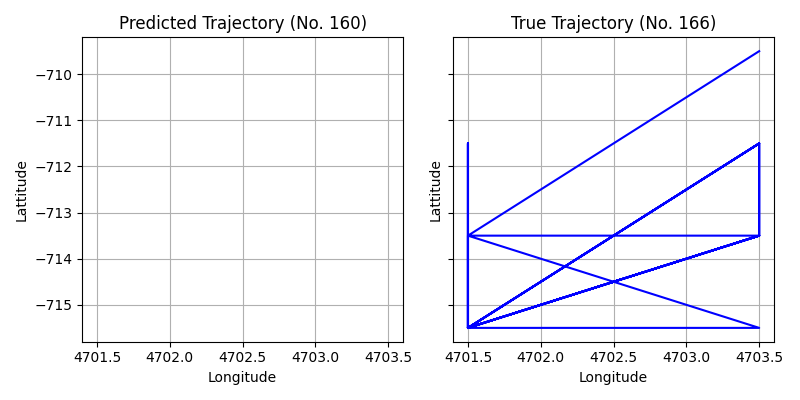 Predicted Trajectory (No. 160)
True Trajectory (No. 166)
−710
−711
−712
−713
−714
−715
Lattitude
Lattitude
4701.5 4702.0 4702.5 4703.0 4703.5
4701.5 4702.0 4702.5 4703.0 4703.5
Longitude
Longitude